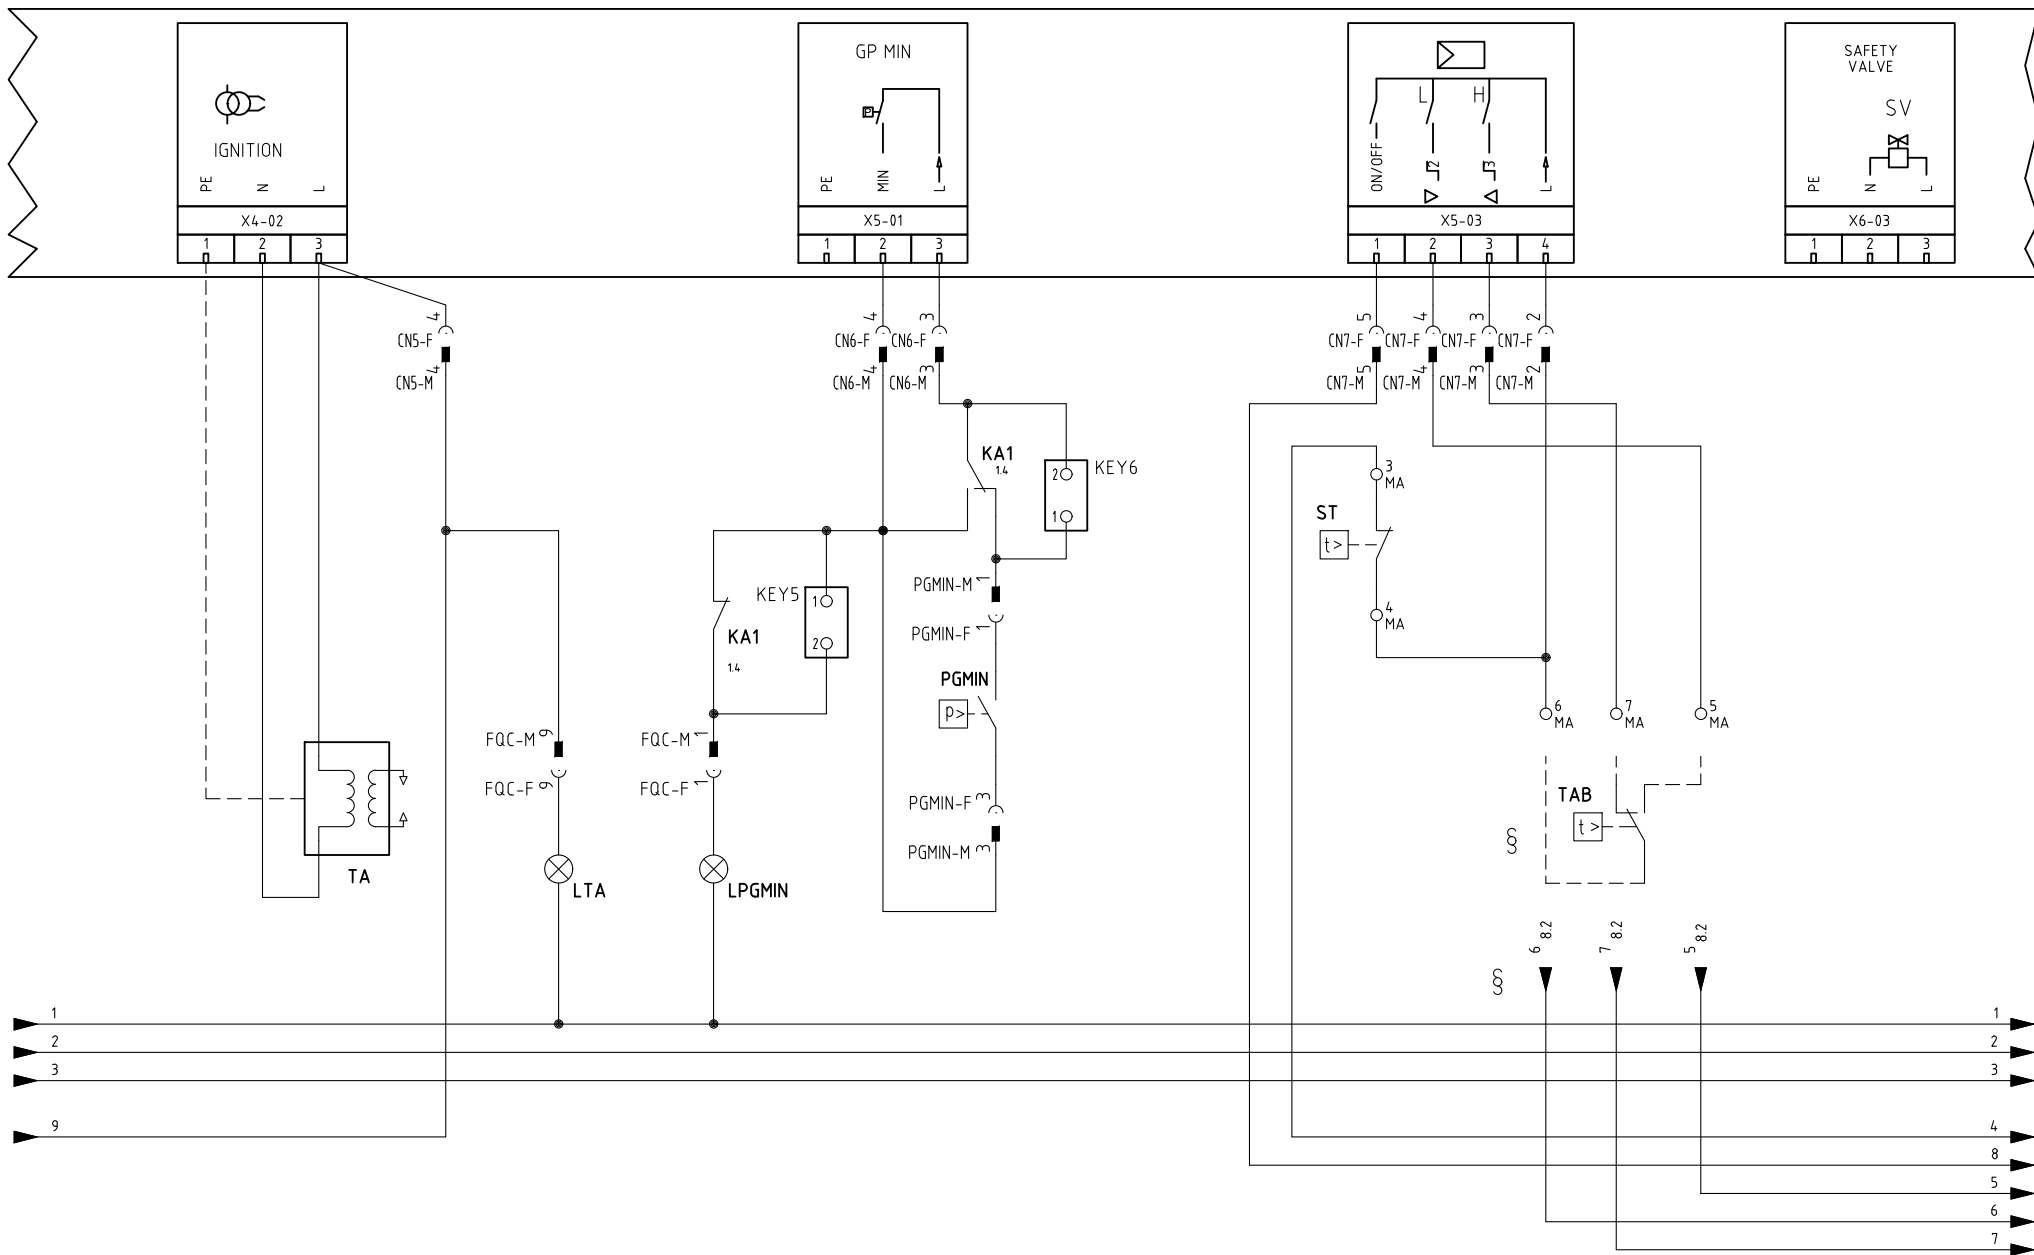 GP MIN
SAFETY
VALVE
SV
IGNITION
L
H
P
PE
N
L
PE
MIN
L
ON/OFF
2
3
L
PE
N
L
X4-02
X5-01
X5-03
X6-03
1
2
3
1
2
3
1
2
3
4
1
2
3
4
CN5-F
4
CN5-M
4
CN6-F
4
CN6-M
3
CN6-F
3
CN6-M
5
CN7-F
5
CN7-M
4
CN7-F
4
CN7-M
3
CN7-F
3
CN7-M
2
CN7-F
2
CN7-M
KA1
1.4
2
1
KEY6
3
MA
ST
t>
4
MA
KEY5
1
2
KA1
1.4
PGMIN-M
1
PGMIN-F
1
PGMIN
P>
PGMIN-F
3
PGMIN-M
3
6
MA
7
MA
5
MA
FQC-M
9
FQC-F
9
FQC-M
1
FQC-F
1
TAB
t>
§
TA
LTA
LPGMIN
6
8.2
7
8.2
5
8.2
§
1
1
2
2
3
3
9
4
8
5
6
7